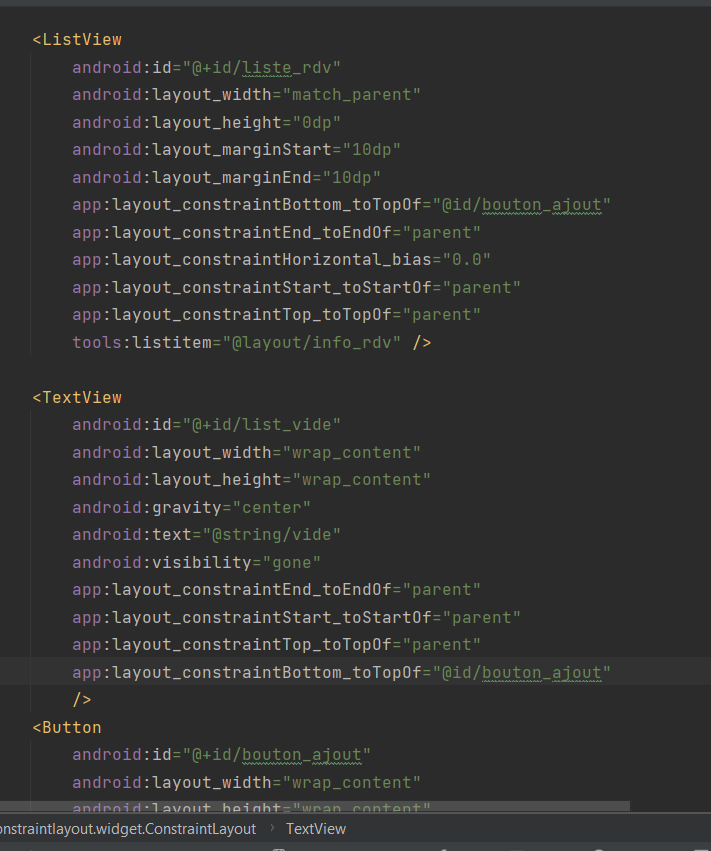 <ListView
android:id="@+id/liste_rdv"
android:layout_width="match_parent"
android:layout_height="0dp"
android:layout_marginStart="10dp"
android:layout_marginEnd="10dp"
app:layout_constraintBottom_toTopOf="@id/bouton_ajout"
app:layout_constraintEnd_toEndOf="parent"
app:layout_constraintHorizontal_bias="0.0"
app:layout_constraintStart_toStartOf="parent"
app:layout_constraintTop_toTopOf="parent"
tools:listitem="@layout/info_rdv" />
<TextView
android:id="@+id/list_vide"
android:layout_width="wrap_content"
android:layout_height="wrap_content"
android:gravity="center"
android:text="@string/vide"
android:visibility="gone"
app:layout_constraintEnd_toEndOf="parent"
app:layout_constraintStart_toStartOf="parent"
app:layout_constraintTop_toTopOf="parent"
app:layout_constraintBottom_toTopOf="@id/bouton_ajout"
/>
<Button
android:id="@+id/bouton_ajout"
android:layout_width="wrap_content"
android:layout_height="wrap_content"
onstraintlayout.widget.ConstraintLayout › TextView